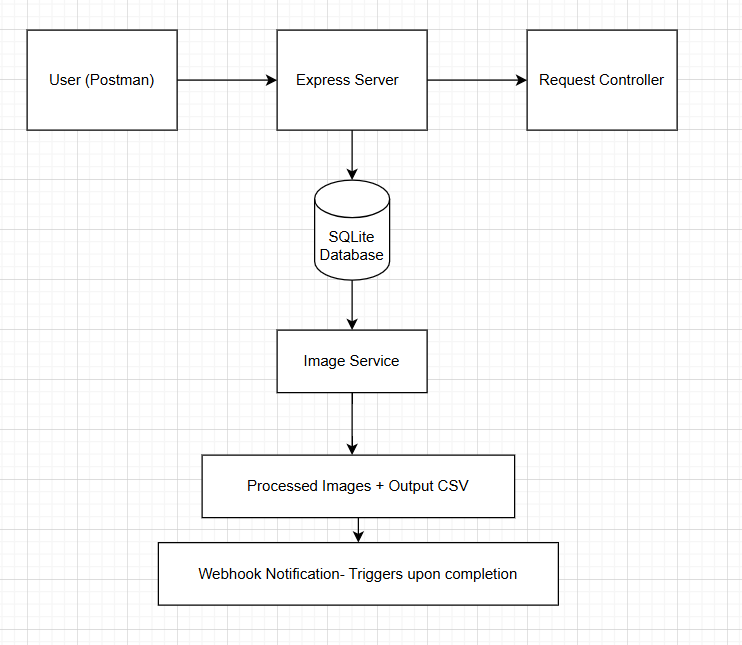 User (Postman)
Express Server
Request Controller
SQLite
Database
Image Service
Processed Images + Output CSV
Webhook Notification- Triggers upon completion